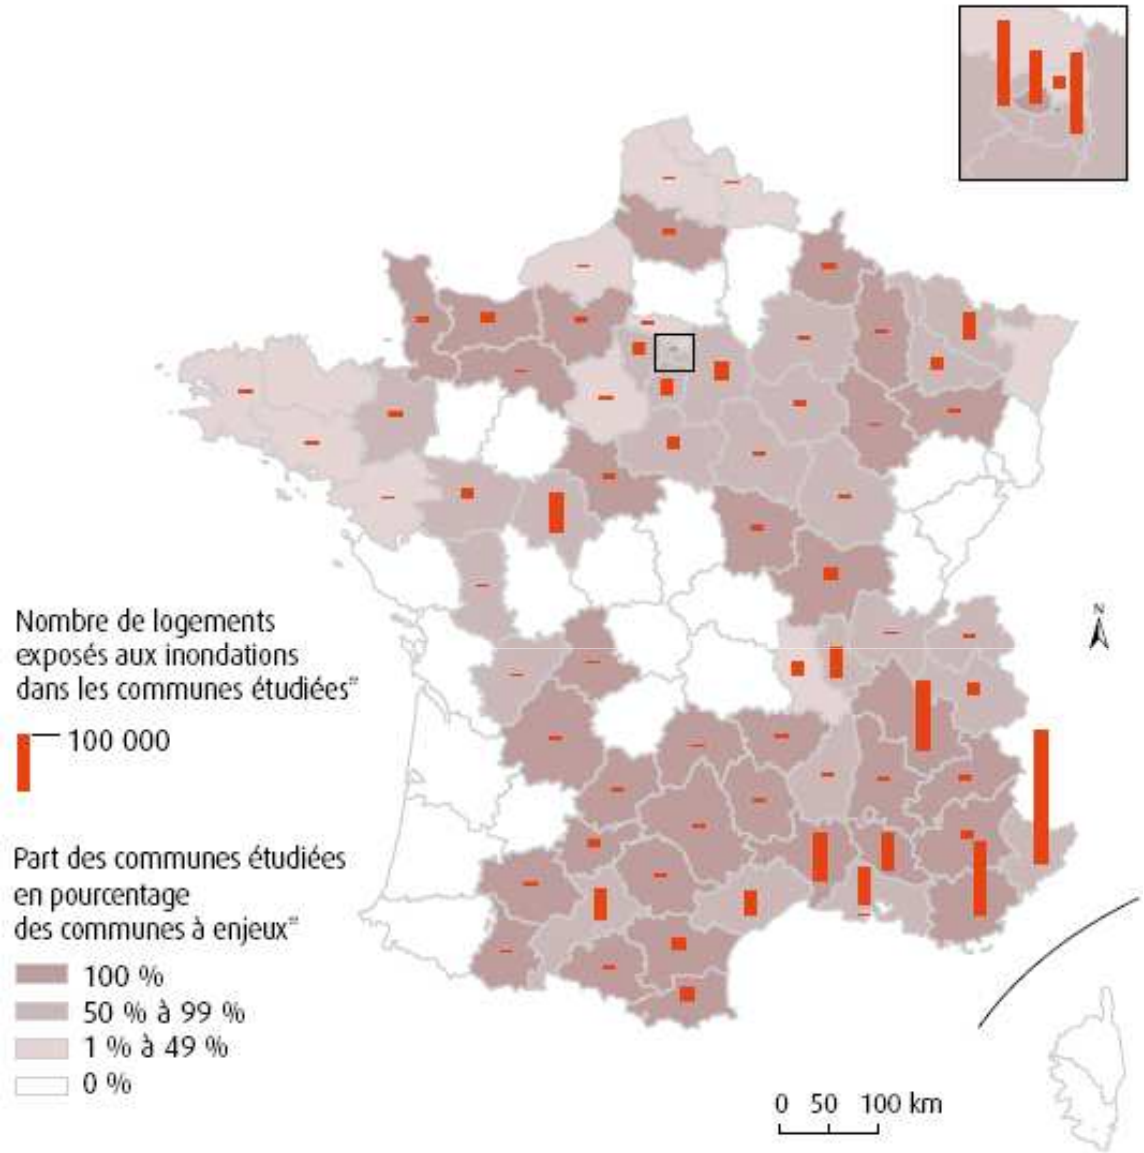 N
Nombre de logements
exposés aux inondations
dans les communes étudiées*
100 000
Part des communes étudiées
en pourcentage
des communes à enjeux*
100 %
50 % à 99 %
1 % à 49 %
0 %
0 50 100 km